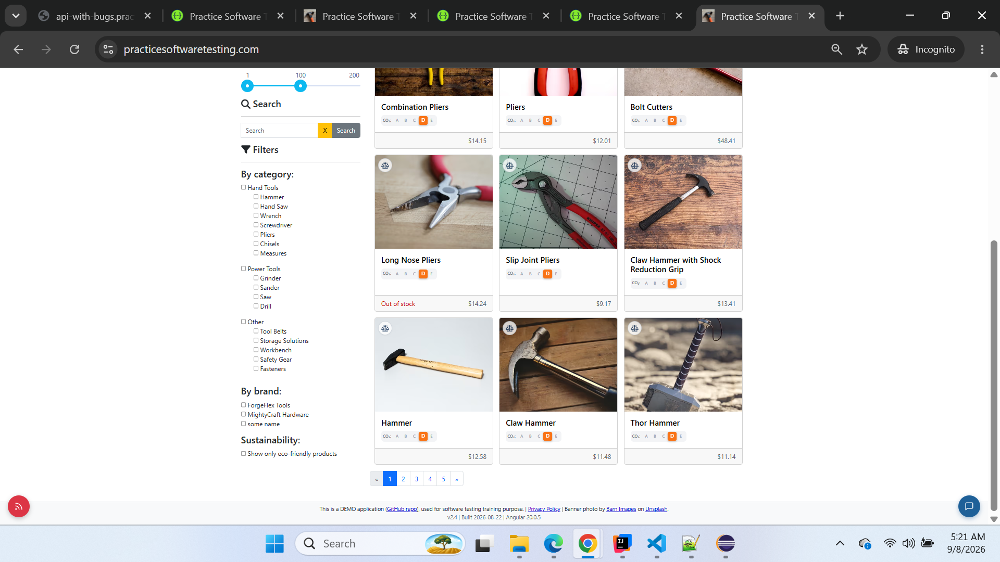 api-with-bugs.prac
Practice Software T
Practice Software T
Practice Software T
Practice Software T
Practice Software T
practicesoftwaretesting.com
Incognito
1 100 200
Search
Search X Search
Filters
By category:
Hand Tools
Hammer
Hand Saw
Wrench
Screwdriver
Pliers
Chisels
Measures
Power Tools
Grinder
Sander
Saw
Drill
Other
Tool Belts
Storage Solutions
Workbench
Safety Gear
Fasteners
By brand:
ForgeFlex Tools
MightyCraft Hardware
some name
Sustainability:
Show only eco-friendly products
Combination Pliers
CO₂: A B C D E
$14.15
Pliers
CO₂: A B C D E
$12.01
Bolt Cutters
CO₂: A B C D E
$48.41
Long Nose Pliers
CO₂: A B C D E
Out of stock $14.24
Slip Joint Pliers
CO₂: A B C D E
$9.17
Claw Hammer with Shock
Reduction Grip
CO₂: A B C D E
$13.41
Hammer
CO₂: A B C D E
$12.58
Claw Hammer
CO₂: A B C D E
$11.48
Thor Hammer
CO₂: A B C D E
$11.14
« 1 2 3 4 5 »
This is a DEMO application (GitHub repo), used for software testing training purpose. | Privacy Policy | Banner photo by Barn Images on Unsplash.
v2.4 | Built 2026-08-22 | Angular 20.0.5
Search
5:21 AM
9/8/2026